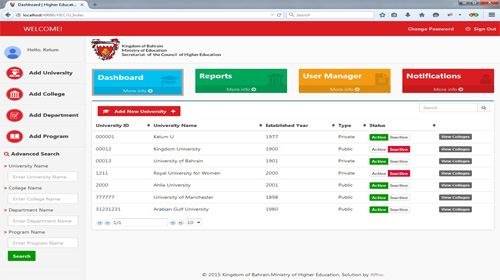 Dashboard | Higher Educat...
localhost:49886/HEC/U_Index
Search
WELCOME!
Change Password
Sign Out
Hello, Kelum
Kingdom of Bahrain
Ministry of Education
Secretariat of the Council of Higher Education
Add University
Add College
Add Department
Add Program
Dashboard
More info
Reports
More info
User Manager
More info
Notifications
More info
Add New University +
Search
University ID University Name Established Year Type Status
000001 Kelum U 1977 Private Active Inactive View Colleges
00012 Kingdom University 1900 Public Active Inactive View Colleges
00013 University of Bahrain 1901 Private Active Inactive View Colleges
1211 Royal University for Women 2000 Private Active Inactive View Colleges
2000 Ahlia University 2001 Private Active Inactive View Colleges
777777 University of Manchester 1898 Public Active Inactive View Colleges
31231231 Arabian Gulf University 1980 Public Active Inactive View Colleges
1/1 10
Advanced Search
» University Name
Enter University Name
» College Name
Enter College Name
» Department Name
Enter Department Name
» Program Name
Enter Program Name
Search
© 2015 Kingdom of Bahrain,Ministry of Higher Education, Solution by